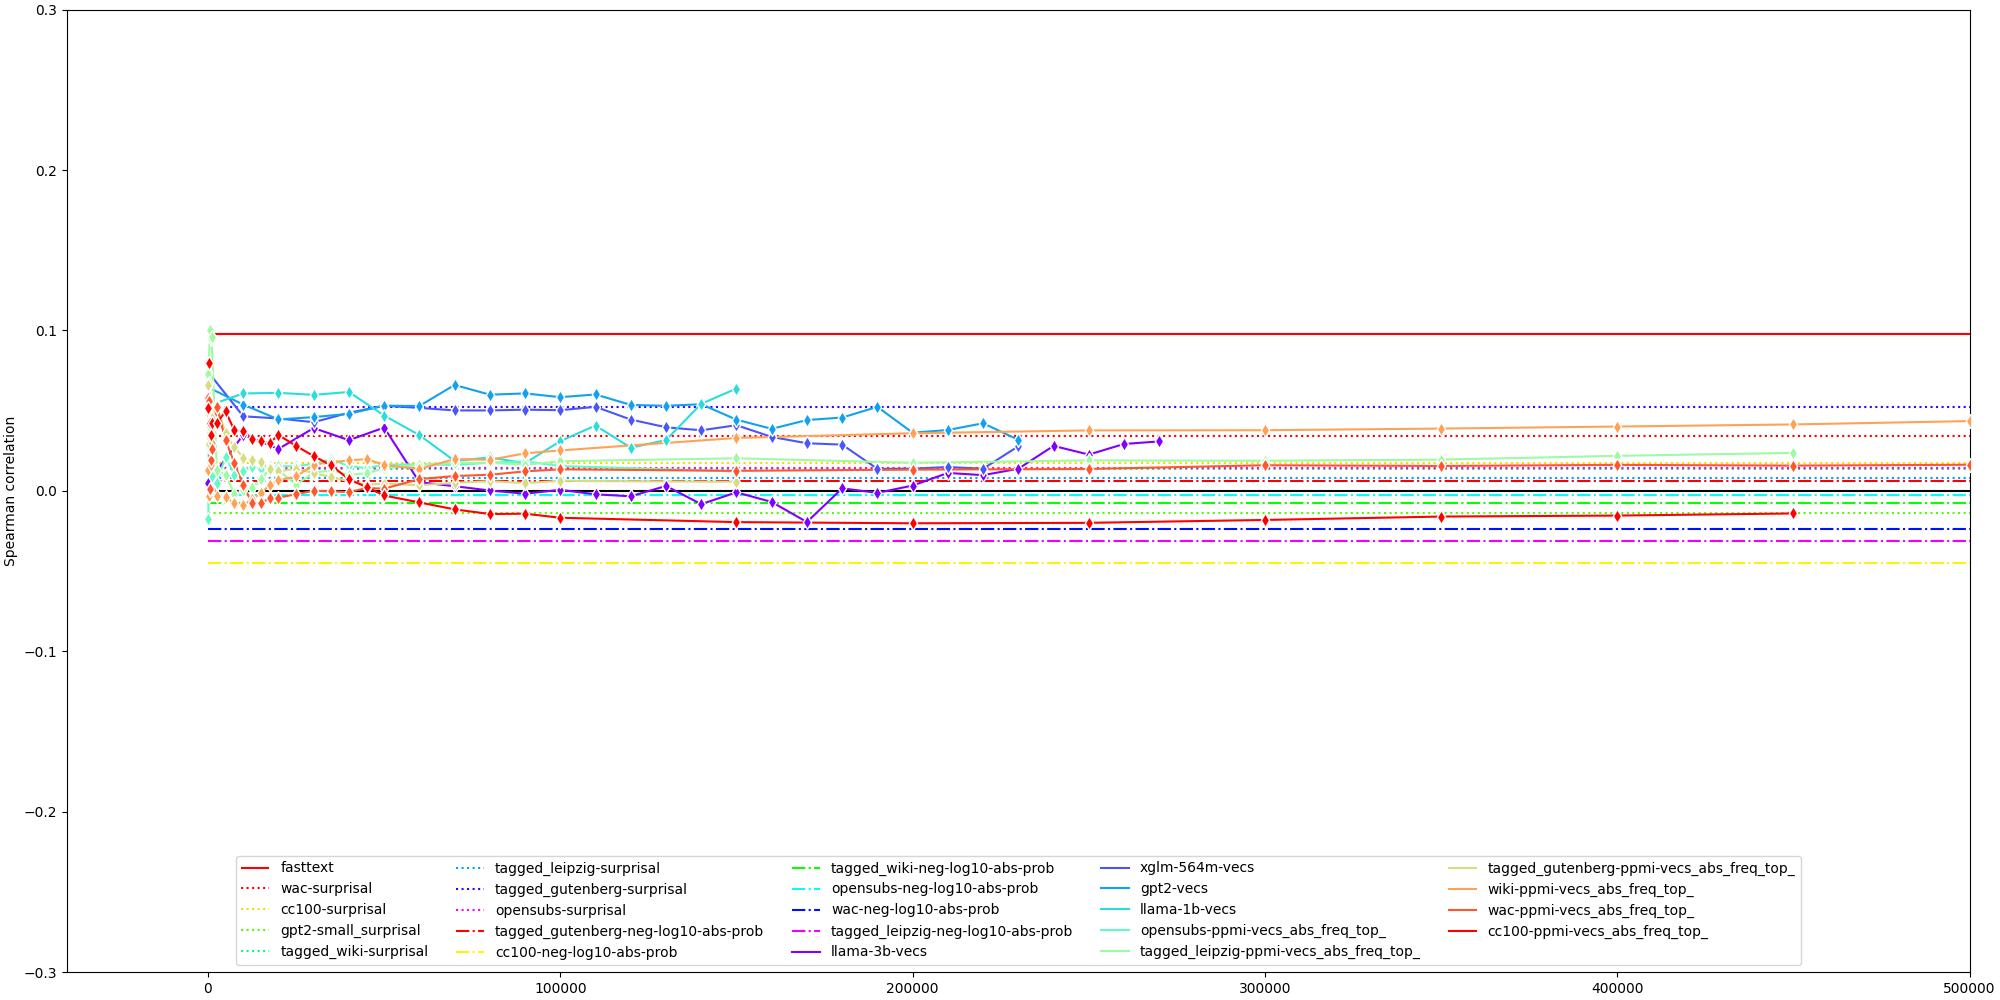 0.3
0.2
0.1
0.0
−0.1
−0.2
−0.3
Spearman correlation
fasttext
wac-surprisal
cc100-surprisal
gpt2-small_surprisal
tagged_wiki-surprisal
tagged_leipzig-surprisal
tagged_gutenberg-surprisal
opensubs-surprisal
tagged_gutenberg-neg-log10-abs-prob
cc100-neg-log10-abs-prob
tagged_wiki-neg-log10-abs-prob
opensubs-neg-log10-abs-prob
wac-neg-log10-abs-prob
tagged_leipzig-neg-log10-abs-prob
llama-3b-vecs
xglm-564m-vecs
gpt2-vecs
llama-1b-vecs
opensubs-ppmi-vecs_abs_freq_top_
tagged_leipzig-ppmi-vecs_abs_freq_top_
tagged_gutenberg-ppmi-vecs_abs_freq_top_
wiki-ppmi-vecs_abs_freq_top_
wac-ppmi-vecs_abs_freq_top_
cc100-ppmi-vecs_abs_freq_top_
0 100000 200000 300000 400000 500000